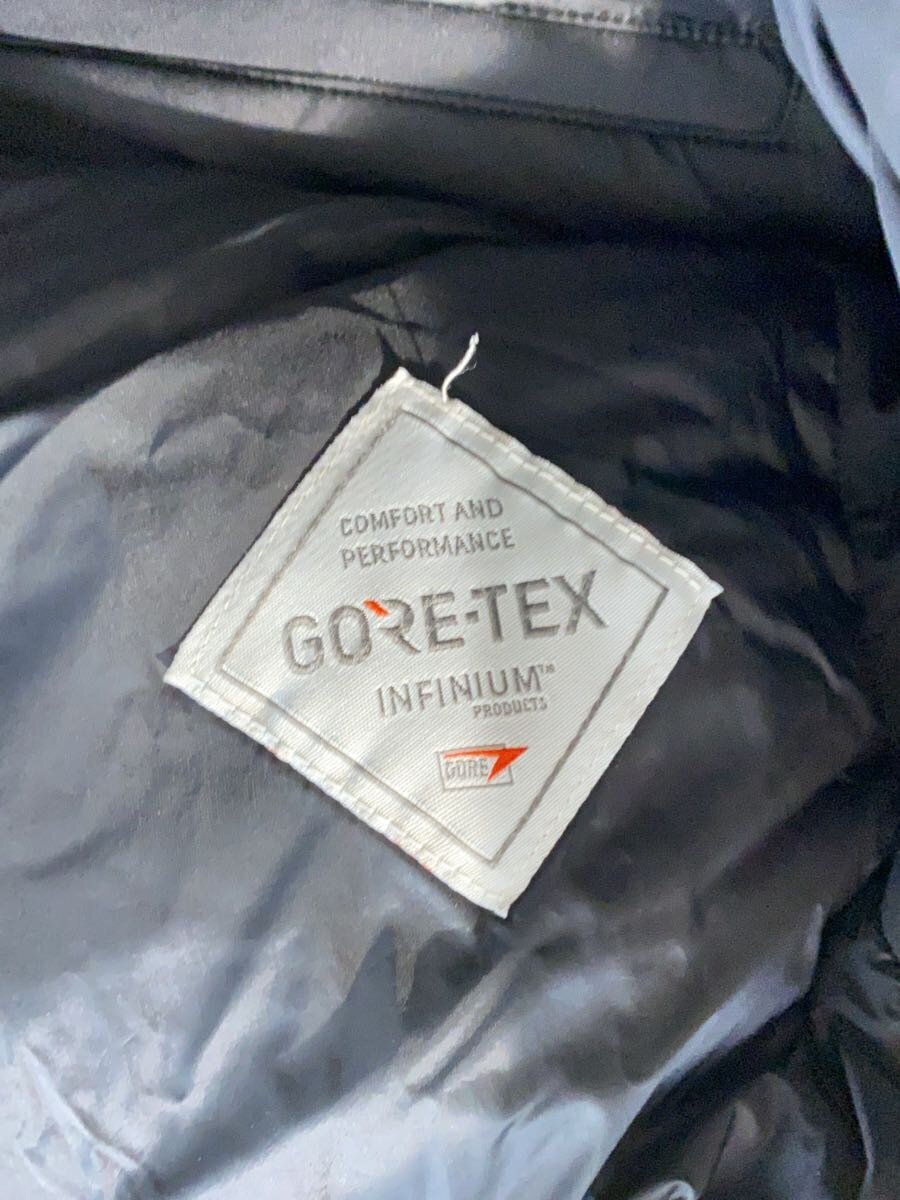 COMFORT AND
PERFORMANCE
GORE-TEX
INFINIUM™
PRODUCTS
GORE